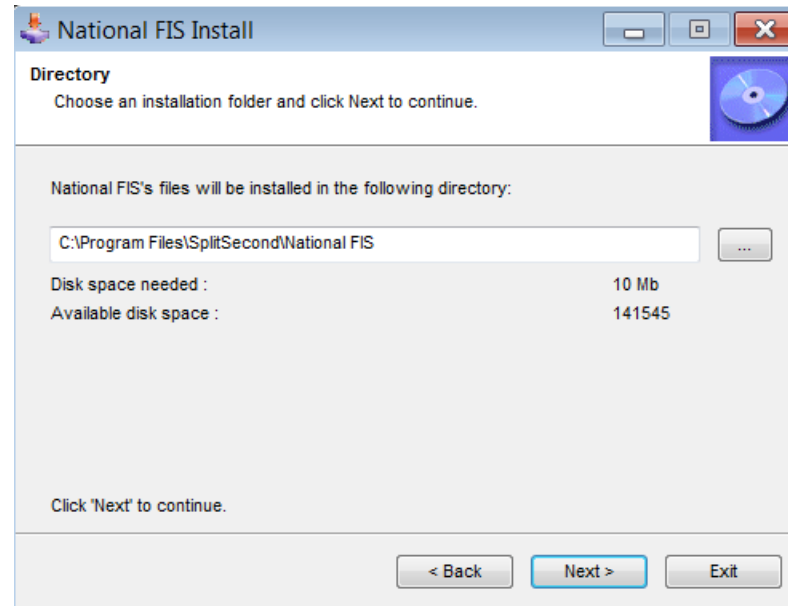 National FIS Install
Directory
Choose an installation folder and click Next to continue.
National FIS's files will be installed in the following directory:
C:\Program Files\SplitSecond\National FIS
...
Disk space needed : 10 Mb
Available disk space : 141545
Click 'Next' to continue.
< Back Next > Exit